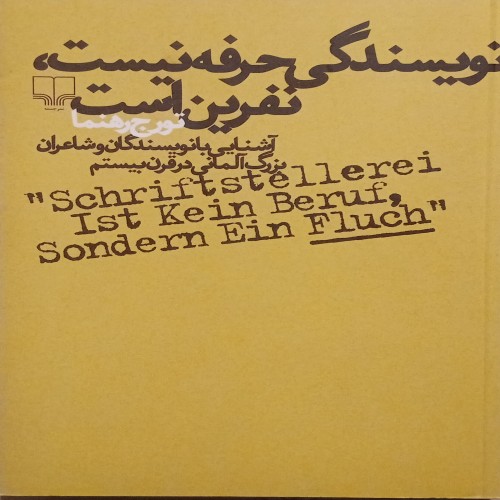 نویسندگی حرفه نیست،
نفرین است
تورج رهنما
آشنایی با نویسندگان و شاعران
بزرگ آلمانی در قرن بیستم
"Schriftstellerei
Ist Kein Beruf,
Sondern Ein Fluch"